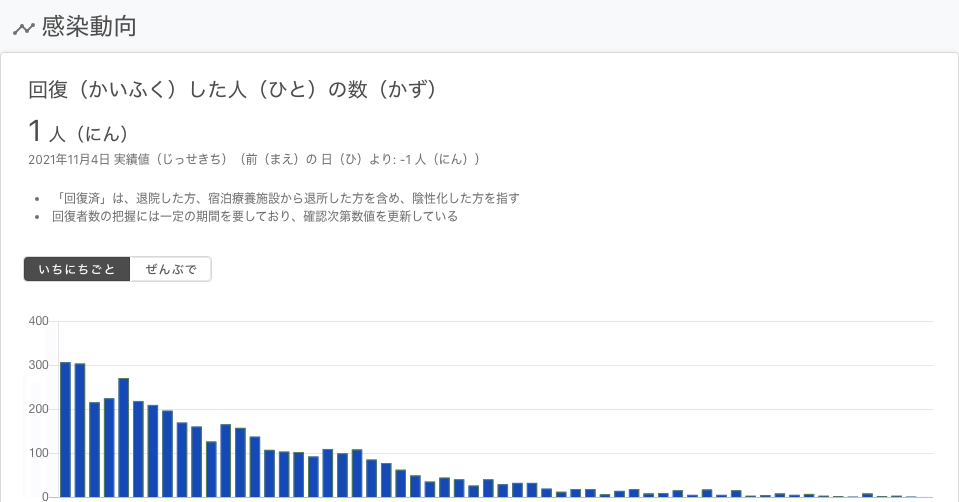 感染動向
回復（かいふく）した人（ひと）の数（かず）
1 人（にん）
2021年11月4日 実績値（じっせきち）（前（まえ）の 日（ひ）より: -1 人（にん））
• 「回復済」は、退院した方、宿泊療養施設から退所した方を含め、陰性化した方を指す
• 回復者数の把握には一定の期間を要しており、確認次第数値を更新している
いちにちごと ぜんぶで
400
300
200
100
0